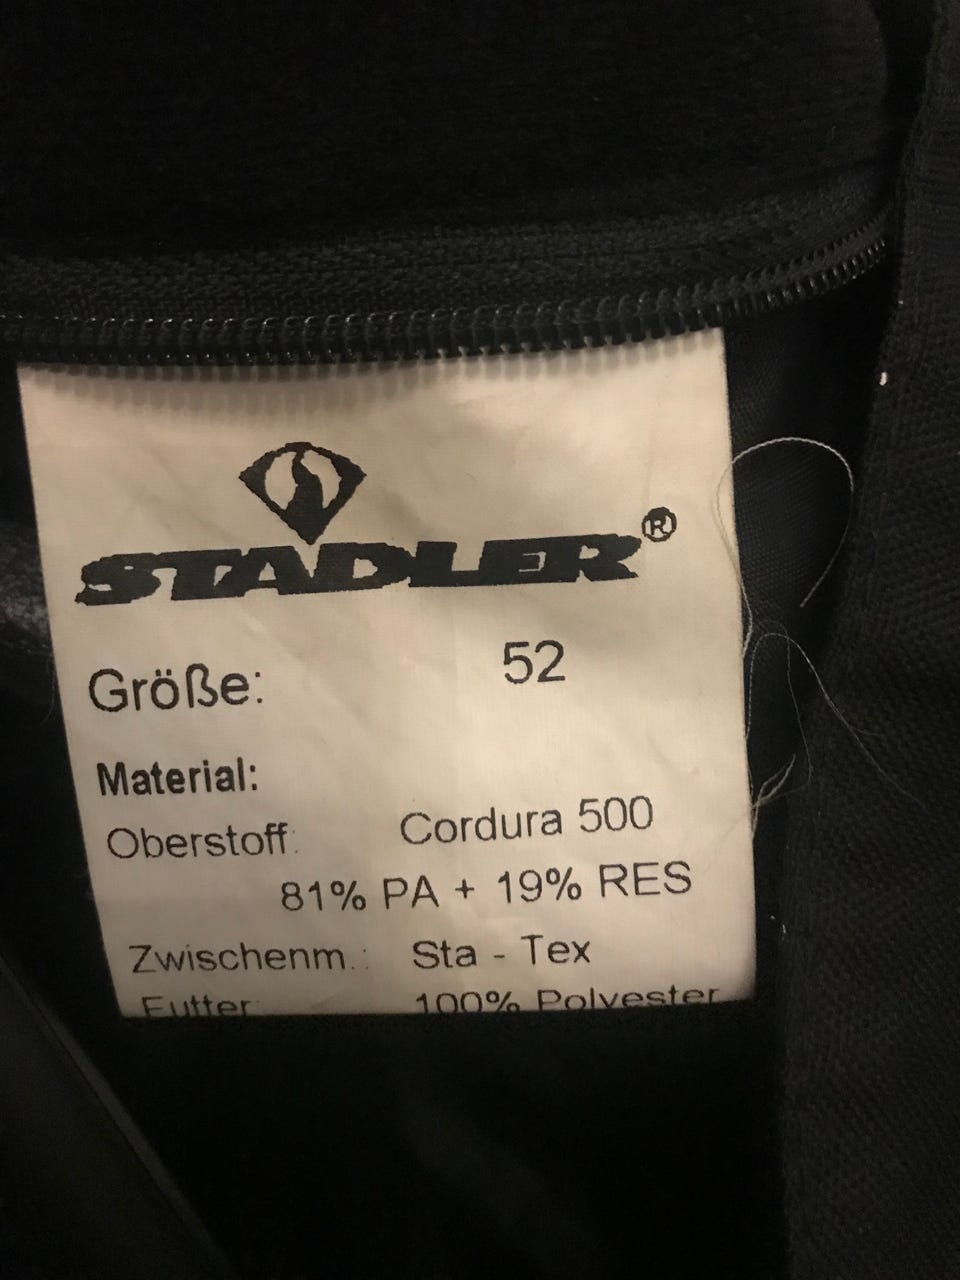 STADLER®
Größe: 52
Material:
Oberstoff: Cordura 500
81% PA + 19% RES
Zwischenm.: Sta - Tex
Futter: 100% Polyester